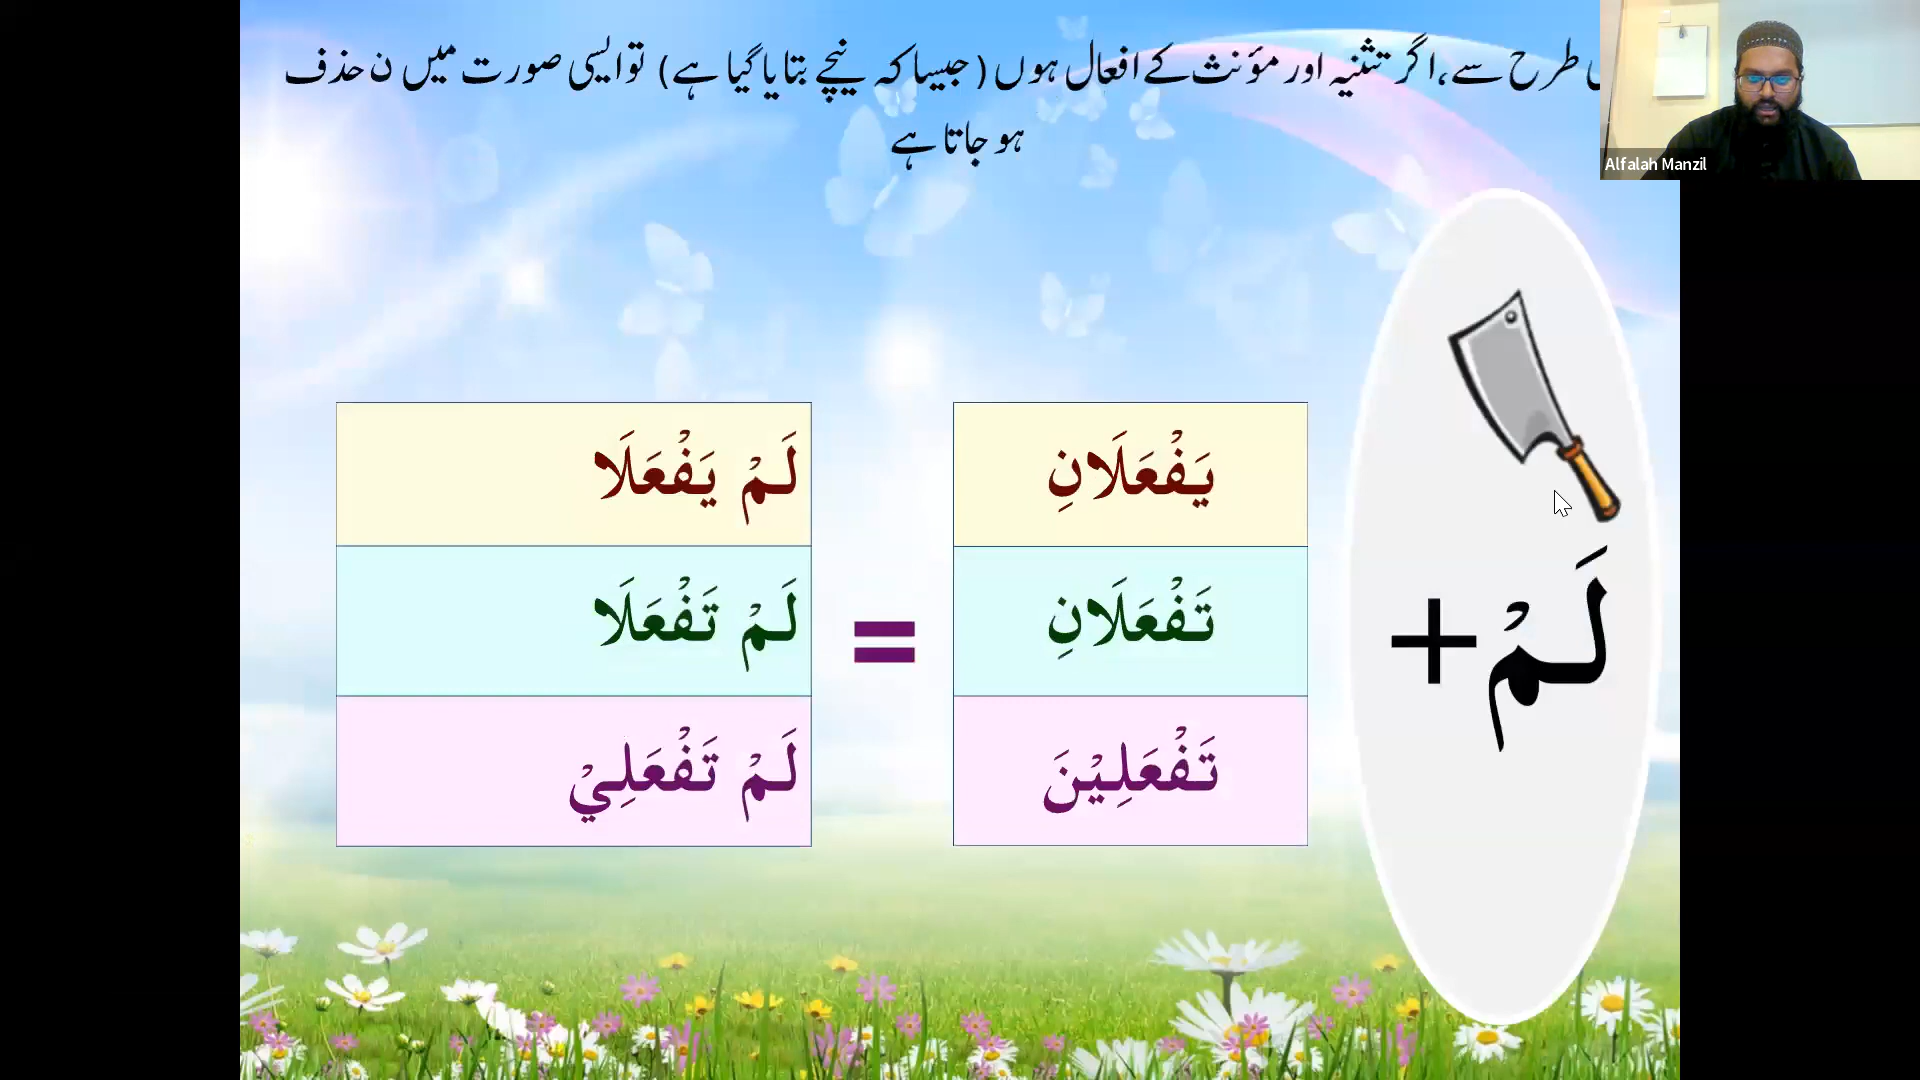 طرح سے، اگر تثنیہ اور مؤنث کے افعال ہوں (جیسا کہ نیچے بتایا گیا ہے) تو ایسی صورت میں ن حذف
ہو جاتا ہے
Alfalah Manzil
لَمْ +
يَفْعَلَانِ = لَمْ يَفْعَلَا
تَفْعَلَانِ = لَمْ تَفْعَلَا
تَفْعَلِيْنَ = لَمْ تَفْعَلِيْ